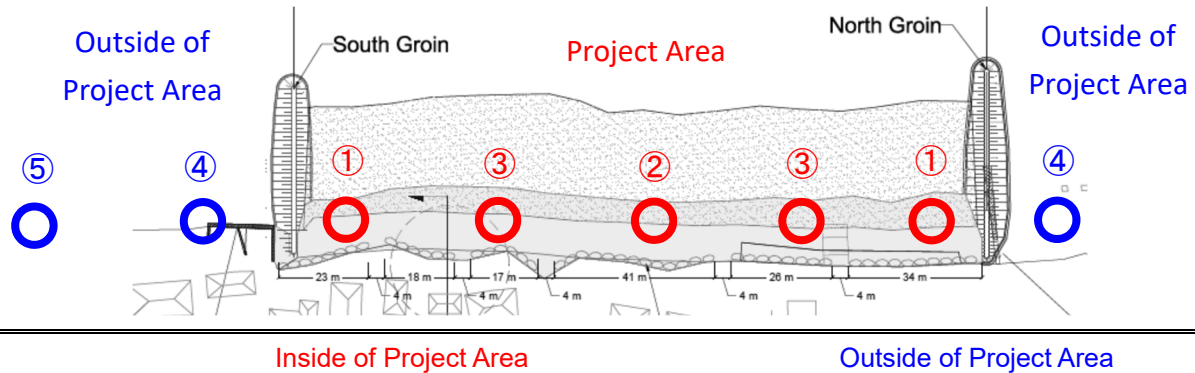 Outside of
Project Area
South Groin
Project Area
North Groin
Outside of
Project Area
⑤
④
①
③
②
③
①
④
23 m
18 m
17 m
41 m
26 m
34 m
4 m
4 m
4 m
4 m
4 m
Inside of Project Area
Outside of Project Area